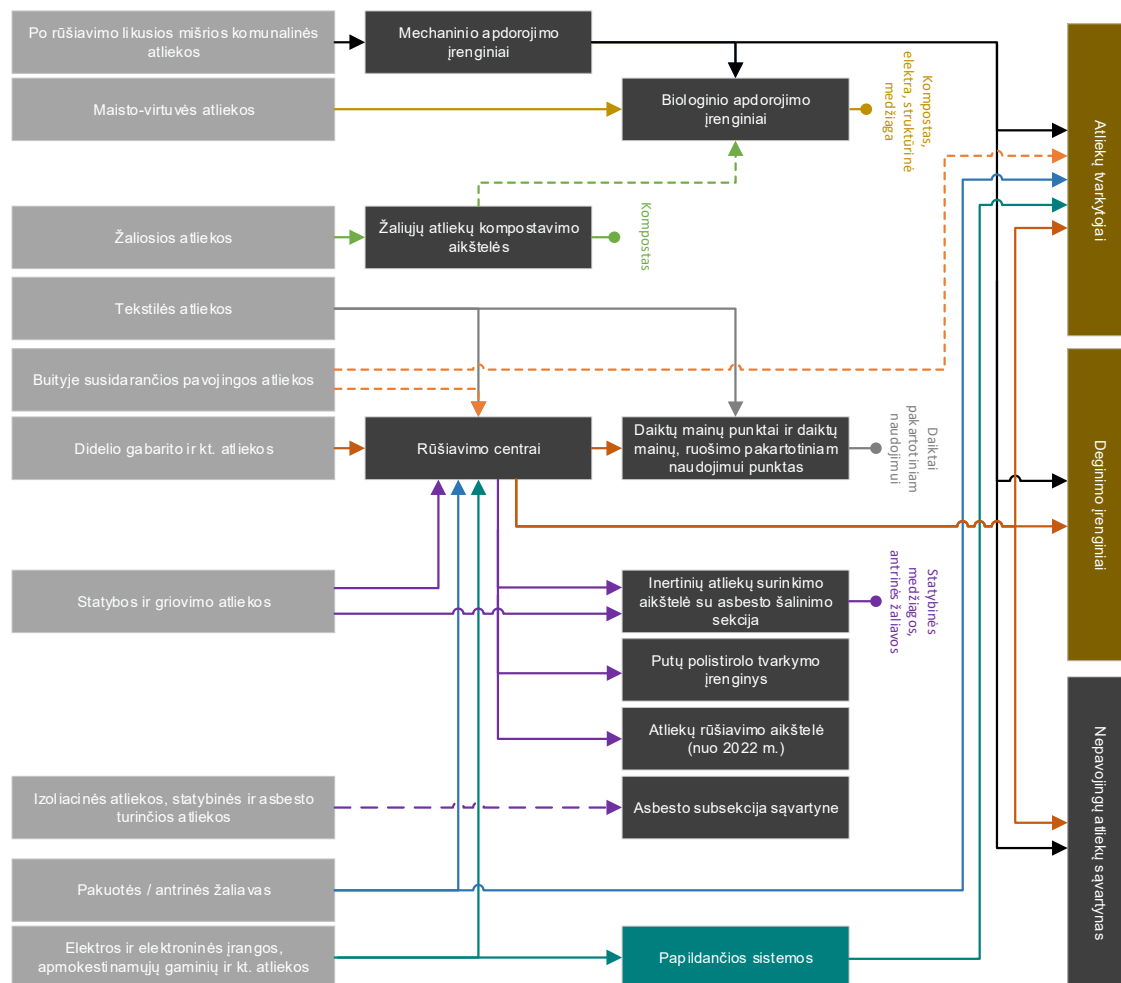 Po rūšiavimo likusios mišrios komunalinės
atliekos
Mechaninio apdorojimo
įrenginiai
Maisto-virtuvės atliekos
Biologinio apdorojimo
įrenginiai
Kompostas,
elektra, struktūrinė
medžiaga
Atliekų tvarkytojai
Žaliosios atliekos
Žaliųjų atliekų kompostavimo
aikštelės
Kompostas
Tekstilės atliekos
Buityje susidarančios pavojingos atliekos
Didelio gabarito ir kt. atliekos
Rūšiavimo centrai
Daiktų mainų punktai ir daiktų
mainų, ruošimo pakartotiniam
naudojimui punktas
Daiktai
pakartotiniam
naudojimui
Deginimo įrenginiai
Statybos ir griovimo atliekos
Inertinių atliekų surinkimo
aikštelė su asbesto šalinimo
sekcija
Statybinės
medžiagos,
antrinės žaliavos
Putų polistirolo tvarkymo
įrenginys
Atliekų rūšiavimo aikštelė
(nuo 2022 m.)
Izoliacinės atliekos, statybinės ir asbesto
turinčios atliekos
Asbesto subsekcija sąvartyne
Nepavojingų atliekų sąvartynas
Pakuotės / antrinės žaliavas
Elektros ir elektroninės įrangos,
apmokestinamųjų gaminių ir kt. atliekos
Papildančios sistemos